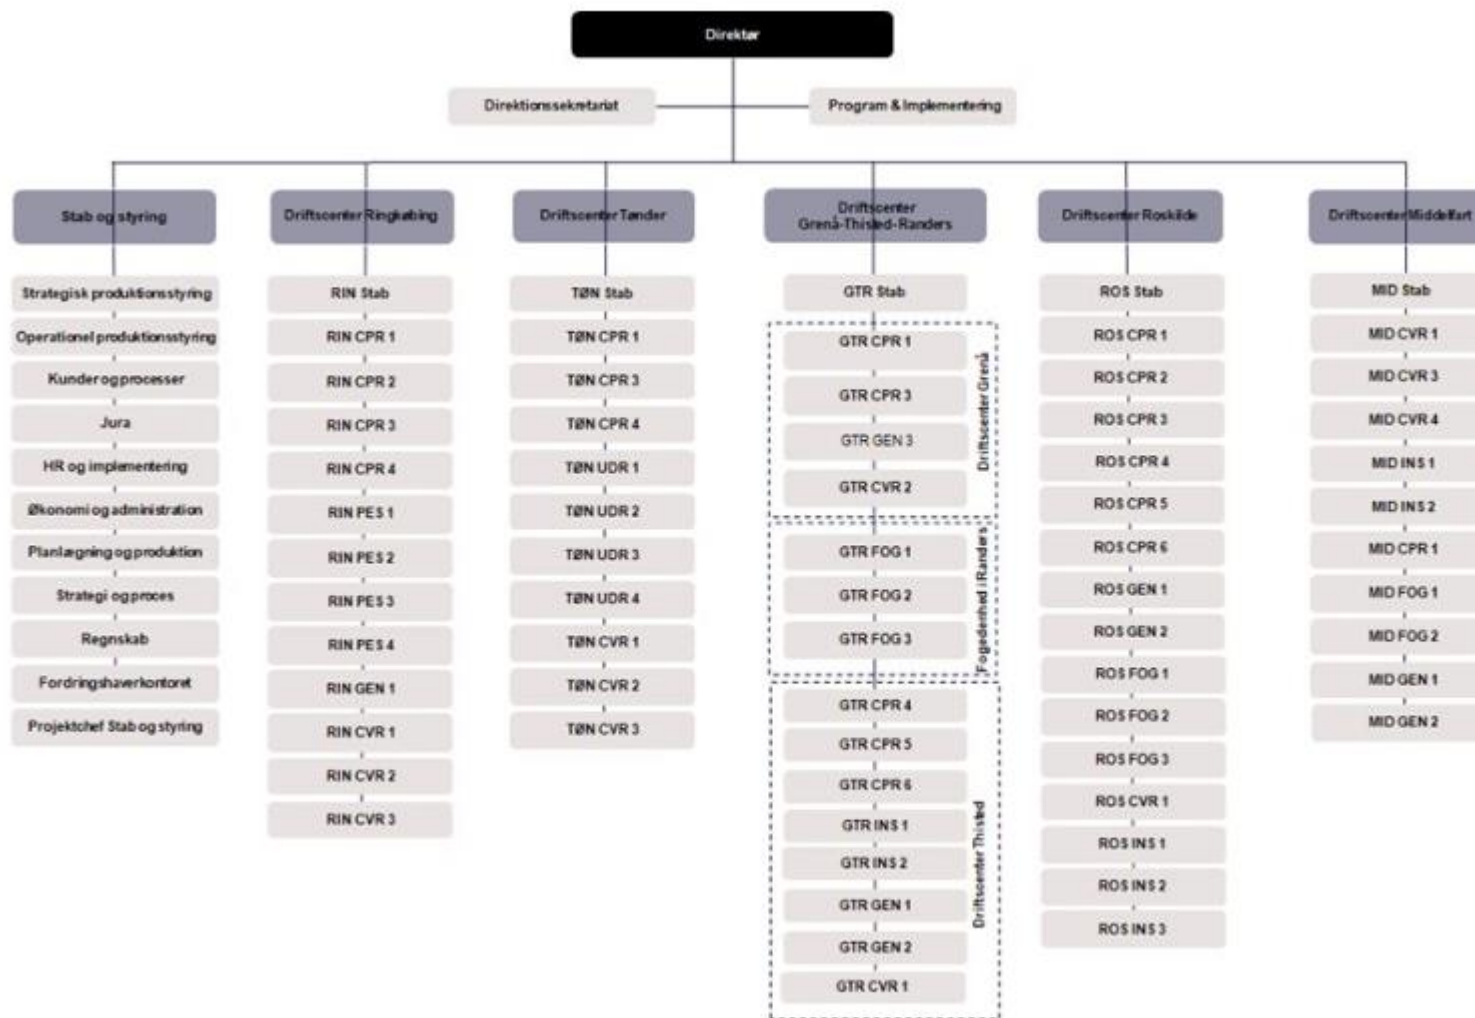 Direktør
Direktionssekretariat
Program & Implementering
Stab og styring
Strategisk produktionsstyring
Operationel produktionsstyring
Kunder og processer
Jura
HR og implementering
Økonomi og administration
Planlægning og produktion
Strategi og proces
Regnskab
Fordringshaverkontoret
Projektchef Stab og styring
Driftscenter Ringkøbing
RIN Stab
RIN CPR 1
RIN CPR 2
RIN CPR 3
RIN CPR 4
RIN PES 1
RIN PES 2
RIN PES 3
RIN PES 4
RIN GEN 1
RIN CVR 1
RIN CVR 2
RIN CVR 3
Driftscenter Tønder
TØN Stab
TØN CPR 1
TØN CPR 3
TØN CPR 4
TØN UDR 1
TØN UDR 2
TØN UDR 3
TØN UDR 4
TØN CVR 1
TØN CVR 2
TØN CVR 3
Driftscenter
Grenå-Thisted-Randers
GTR Stab
Driftscenter Grenå
GTR CPR 1
GTR CPR 3
GTR GEN 3
GTR CVR 2
Fogedenhed i Randers
GTR FOG 1
GTR FOG 2
GTR FOG 3
Driftscenter Thisted
GTR CPR 4
GTR CPR 5
GTR CPR 6
GTR INS 1
GTR INS 2
GTR GEN 1
GTR GEN 2
GTR CVR 1
Driftscenter Roskilde
ROS Stab
ROS CPR 1
ROS CPR 2
ROS CPR 3
ROS CPR 4
ROS CPR 5
ROS CPR 6
ROS GEN 1
ROS GEN 2
ROS FOG 1
ROS FOG 2
ROS FOG 3
ROS CVR 1
ROS INS 1
ROS INS 2
ROS INS 3
Driftscenter Middelfart
MID Stab
MID CVR 1
MID CVR 3
MID CVR 4
MID INS 1
MID INS 2
MID CPR 1
MID FOG 1
MID FOG 2
MID GEN 1
MID GEN 2